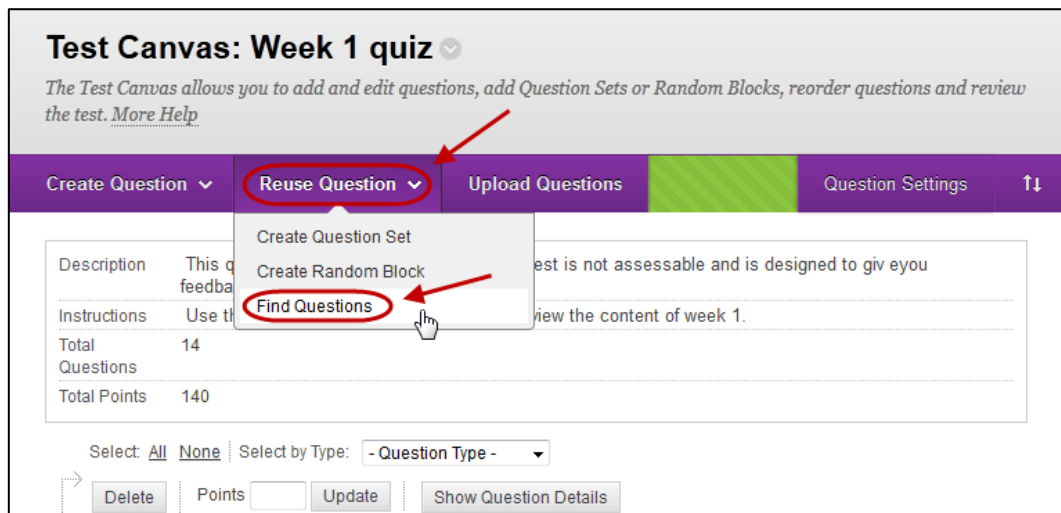 Test Canvas: Week 1 quiz
The Test Canvas allows you to add and edit questions, add Question Sets or Random Blocks, reorder questions and review
the test. More Help
Create Question Reuse Question Upload Questions Question Settings
Create Question Set
Create Random Block
Find Questions
Description This q est is not assessable and is designed to giv eyou
feedba
Instructions Use th view the content of week 1.
Total 14
Questions
Total Points 140
Select: All None Select by Type: - Question Type -
Delete Points Update Show Question Details